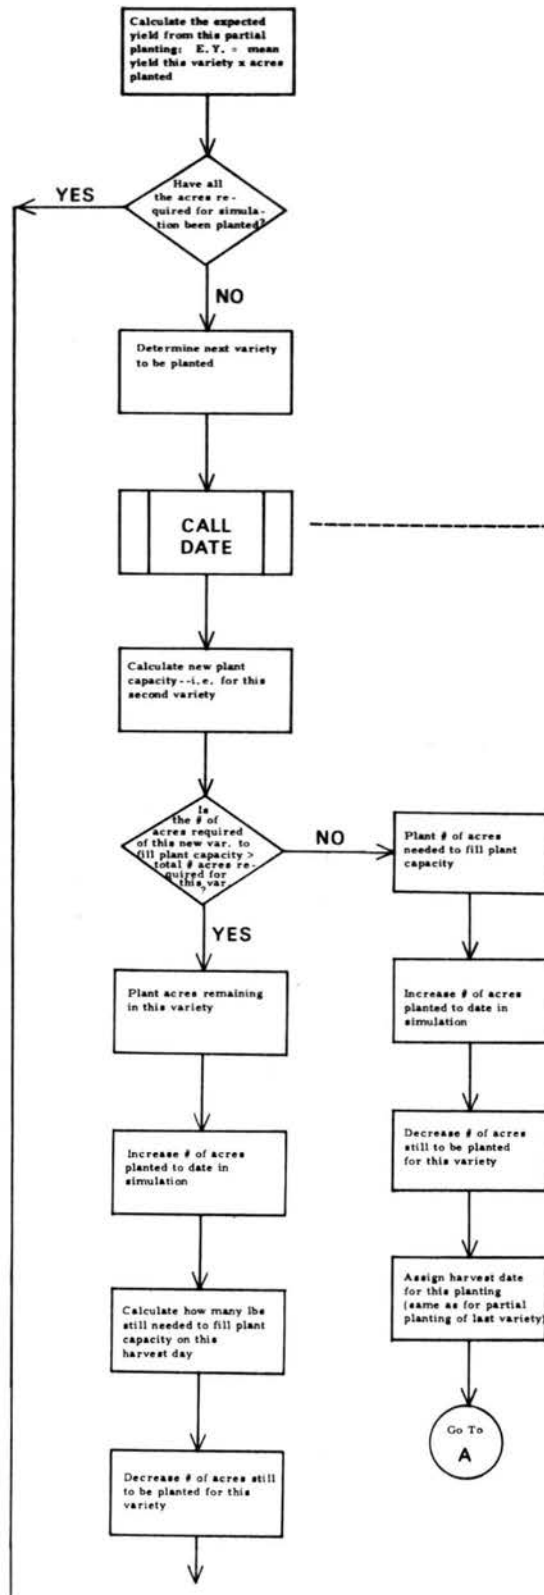 Calculate the expected
yield from this partial
planting: E.Y. = mean
yield this variety x acres
planted
YES
Have all
the acres re-
quired for simula-
tion been planted?
NO
Determine next variety
to be planted
CALL
DATE
Calculate new plant
capacity--i.e. for this
second variety
Is
the # of
acres required
of this new var. to
fill plant capacity >
total # acres re-
quired for
this var.
?
NO
Plant # of acres
needed to fill plant
capacity
YES
Plant acres remaining
in this variety
Increase # of acres
planted to date in
simulation
Increase # of acres
planted to date in
simulation
Decrease # of acres
still to be planted
for this variety
Calculate how many lbs
still needed to fill plant
capacity on this
harvest day
Assign harvest date
for this planting
(same as for partial
planting of last variety)
Go To
A
Decrease # of acres still
to be planted for this
variety